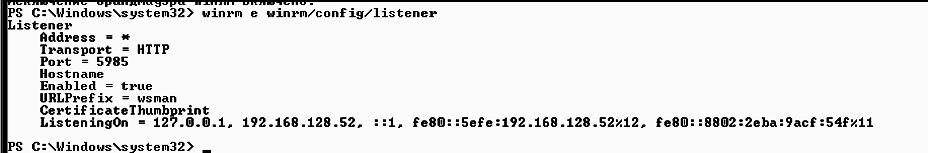 PS C:\Windows\system32> winrm e winrm/config/listener
Listener
    Address = *
    Transport = HTTP
    Port = 5985
    Hostname
    Enabled = true
    URLPrefix = wsman
    CertificateThumbprint
    ListeningOn = 127.0.0.1, 192.168.128.52, ::1, fe80::5efe:192.168.128.52%12, fe80::8802:2eba:9acf:54f%11
PS C:\Windows\system32> _